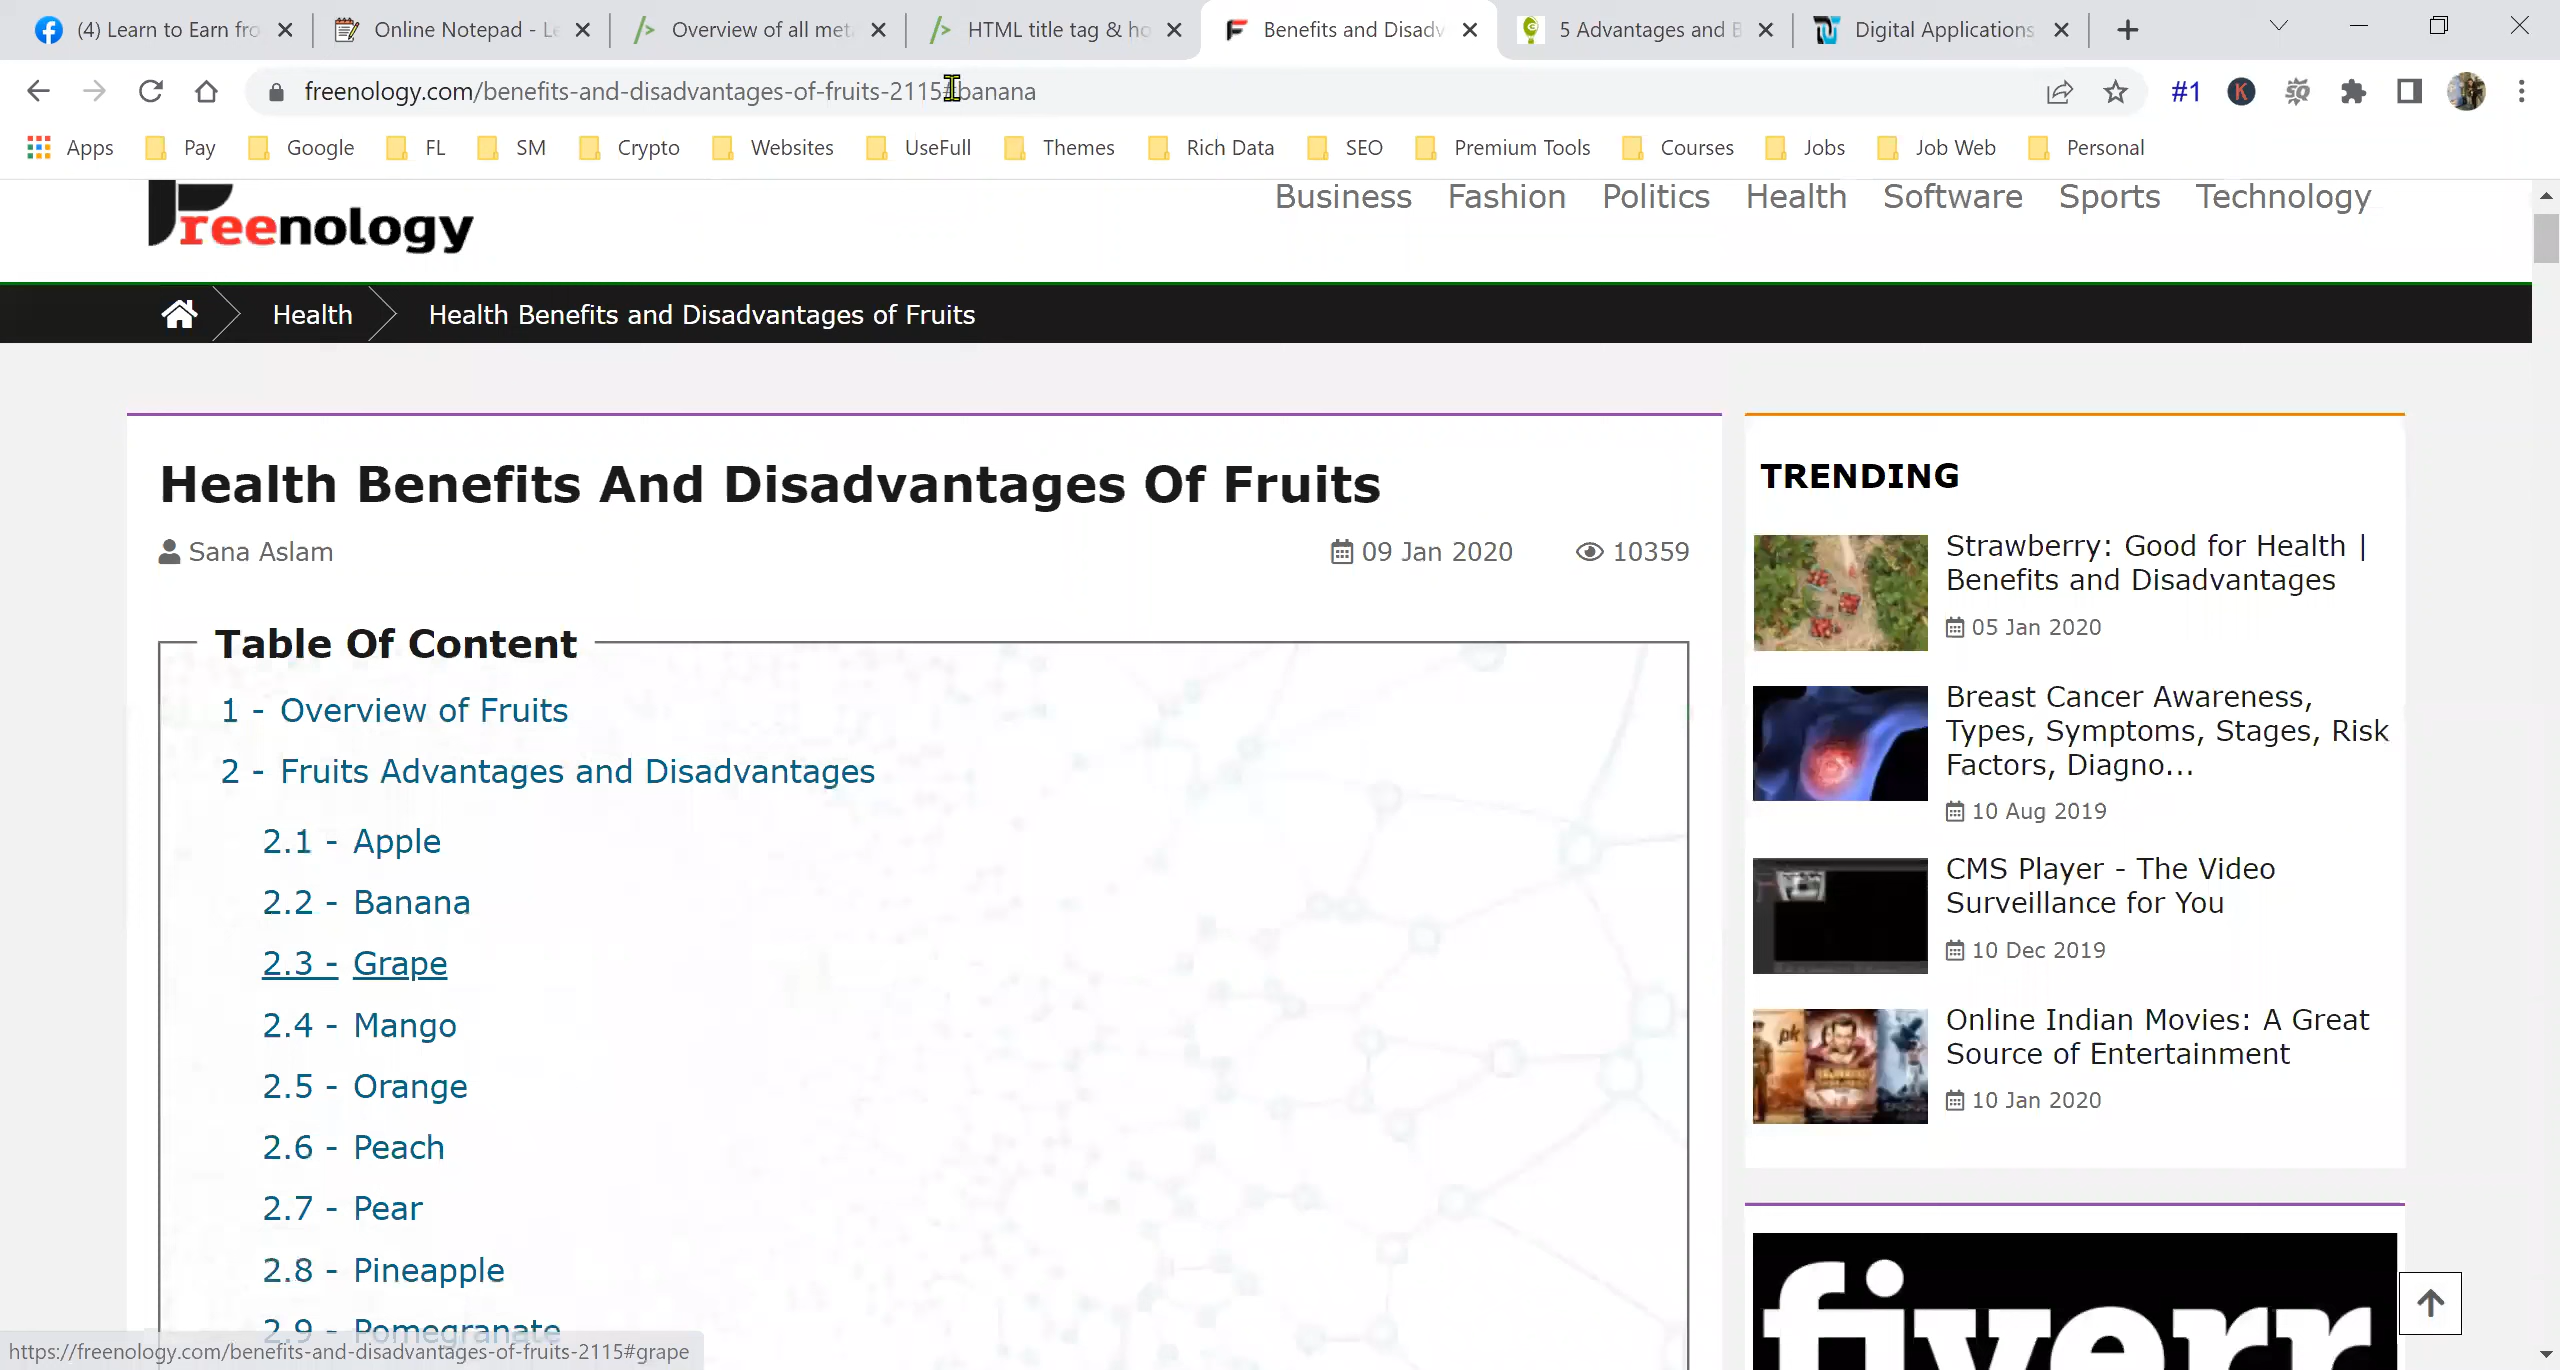 (4) Learn to Earn fro
Online Notepad - Le
Overview of all meta
HTML title tag & ho
Benefits and Disadv
5 Advantages and B
Digital Applications
freenology.com/benefits-and-disadvantages-of-fruits-2115#banana
#1
K
SQ
Apps
Pay
Google
FL
SM
Crypto
Websites
UseFull
Themes
Rich Data
SEO
Premium Tools
Courses
Jobs
Job Web
Personal
Freenology
Business
Fashion
Politics
Health
Software
Sports
Technology
Health
Health Benefits and Disadvantages of Fruits
Health Benefits And Disadvantages Of Fruits
Sana Aslam
09 Jan 2020
10359
Table Of Content
1 - Overview of Fruits
2 - Fruits Advantages and Disadvantages
2.1 - Apple
2.2 - Banana
2.3 - Grape
2.4 - Mango
2.5 - Orange
2.6 - Peach
2.7 - Pear
2.8 - Pineapple
2.9 - Pomegranate
https://freenology.com/benefits-and-disadvantages-of-fruits-2115#grape
TRENDING
Strawberry: Good for Health |
Benefits and Disadvantages
05 Jan 2020
Breast Cancer Awareness,
Types, Symptoms, Stages, Risk
Factors, Diagno...
10 Aug 2019
CMS Player - The Video
Surveillance for You
10 Dec 2019
pk
Online Indian Movies: A Great
Source of Entertainment
10 Jan 2020
fiverr